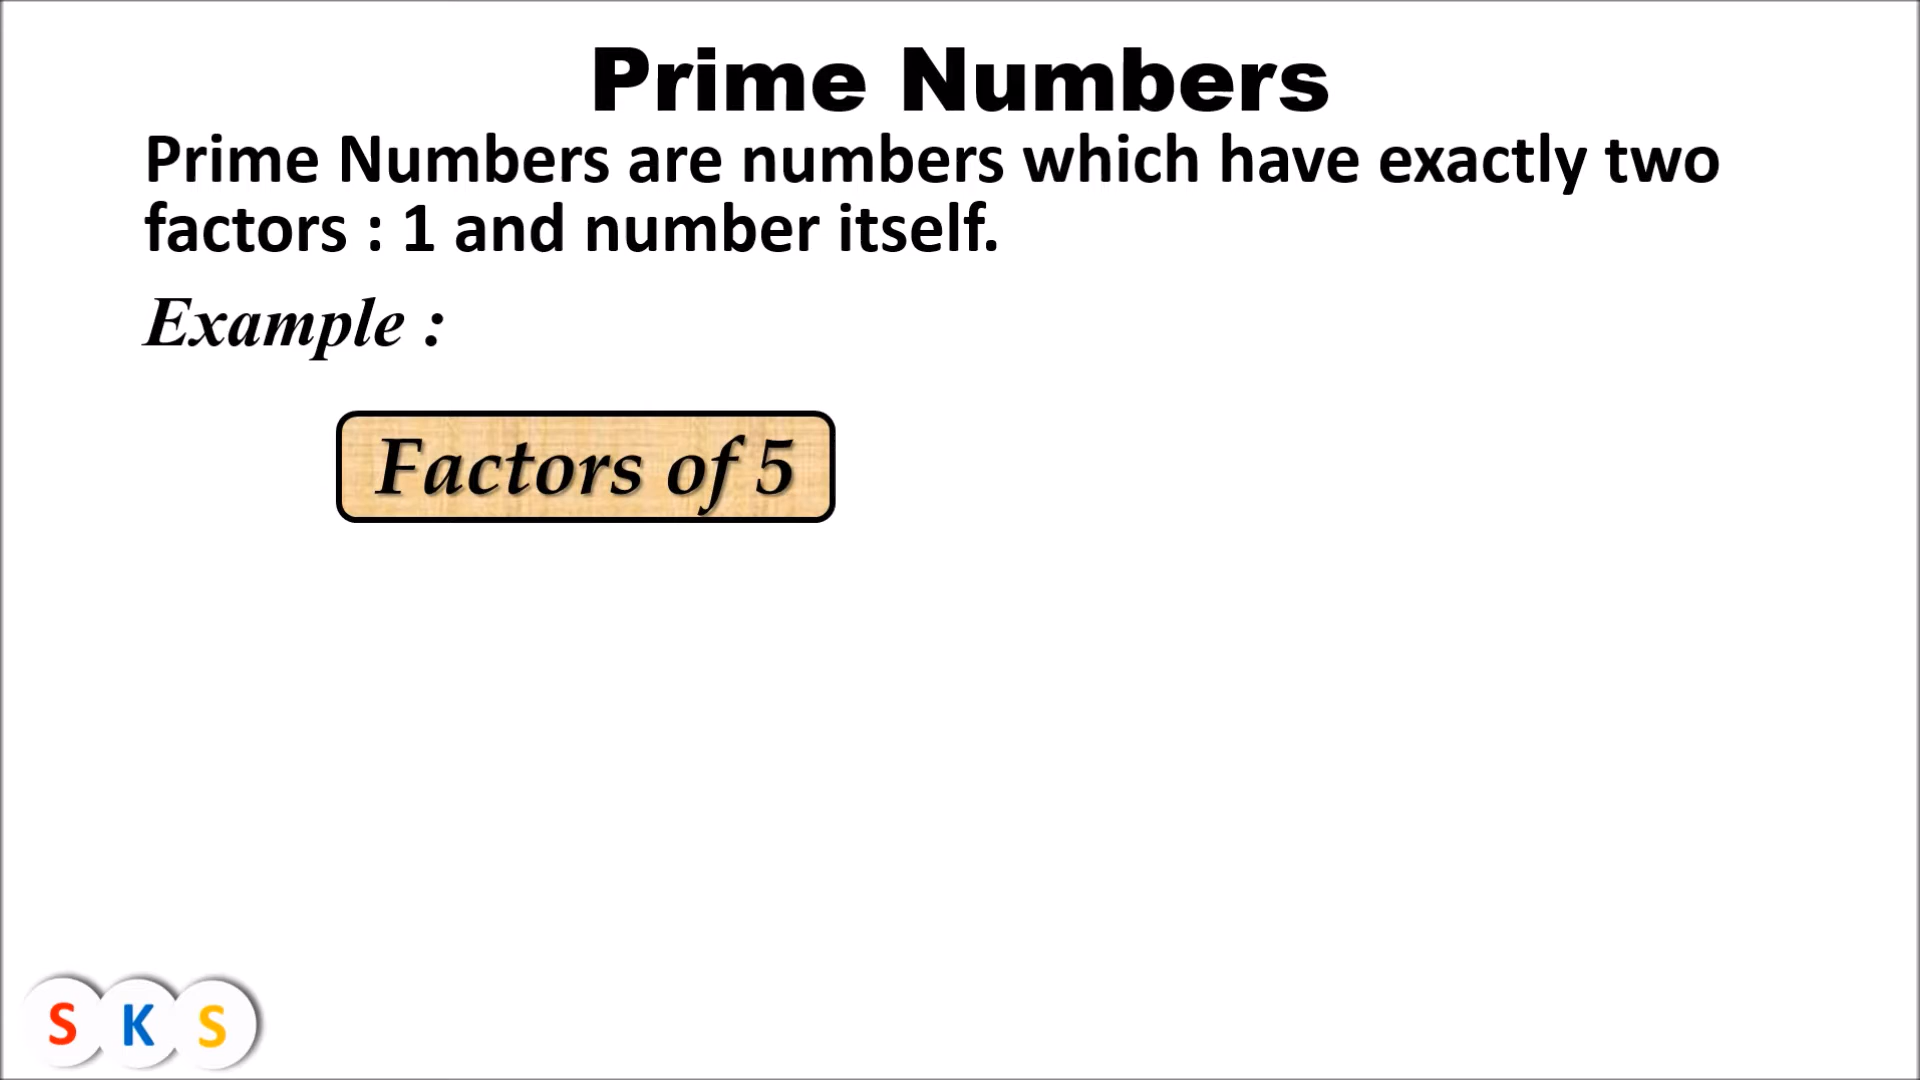 Prime Numbers
Prime Numbers are numbers which have exactly two
factors : 1 and number itself.
Example :
Factors of 5
S K S